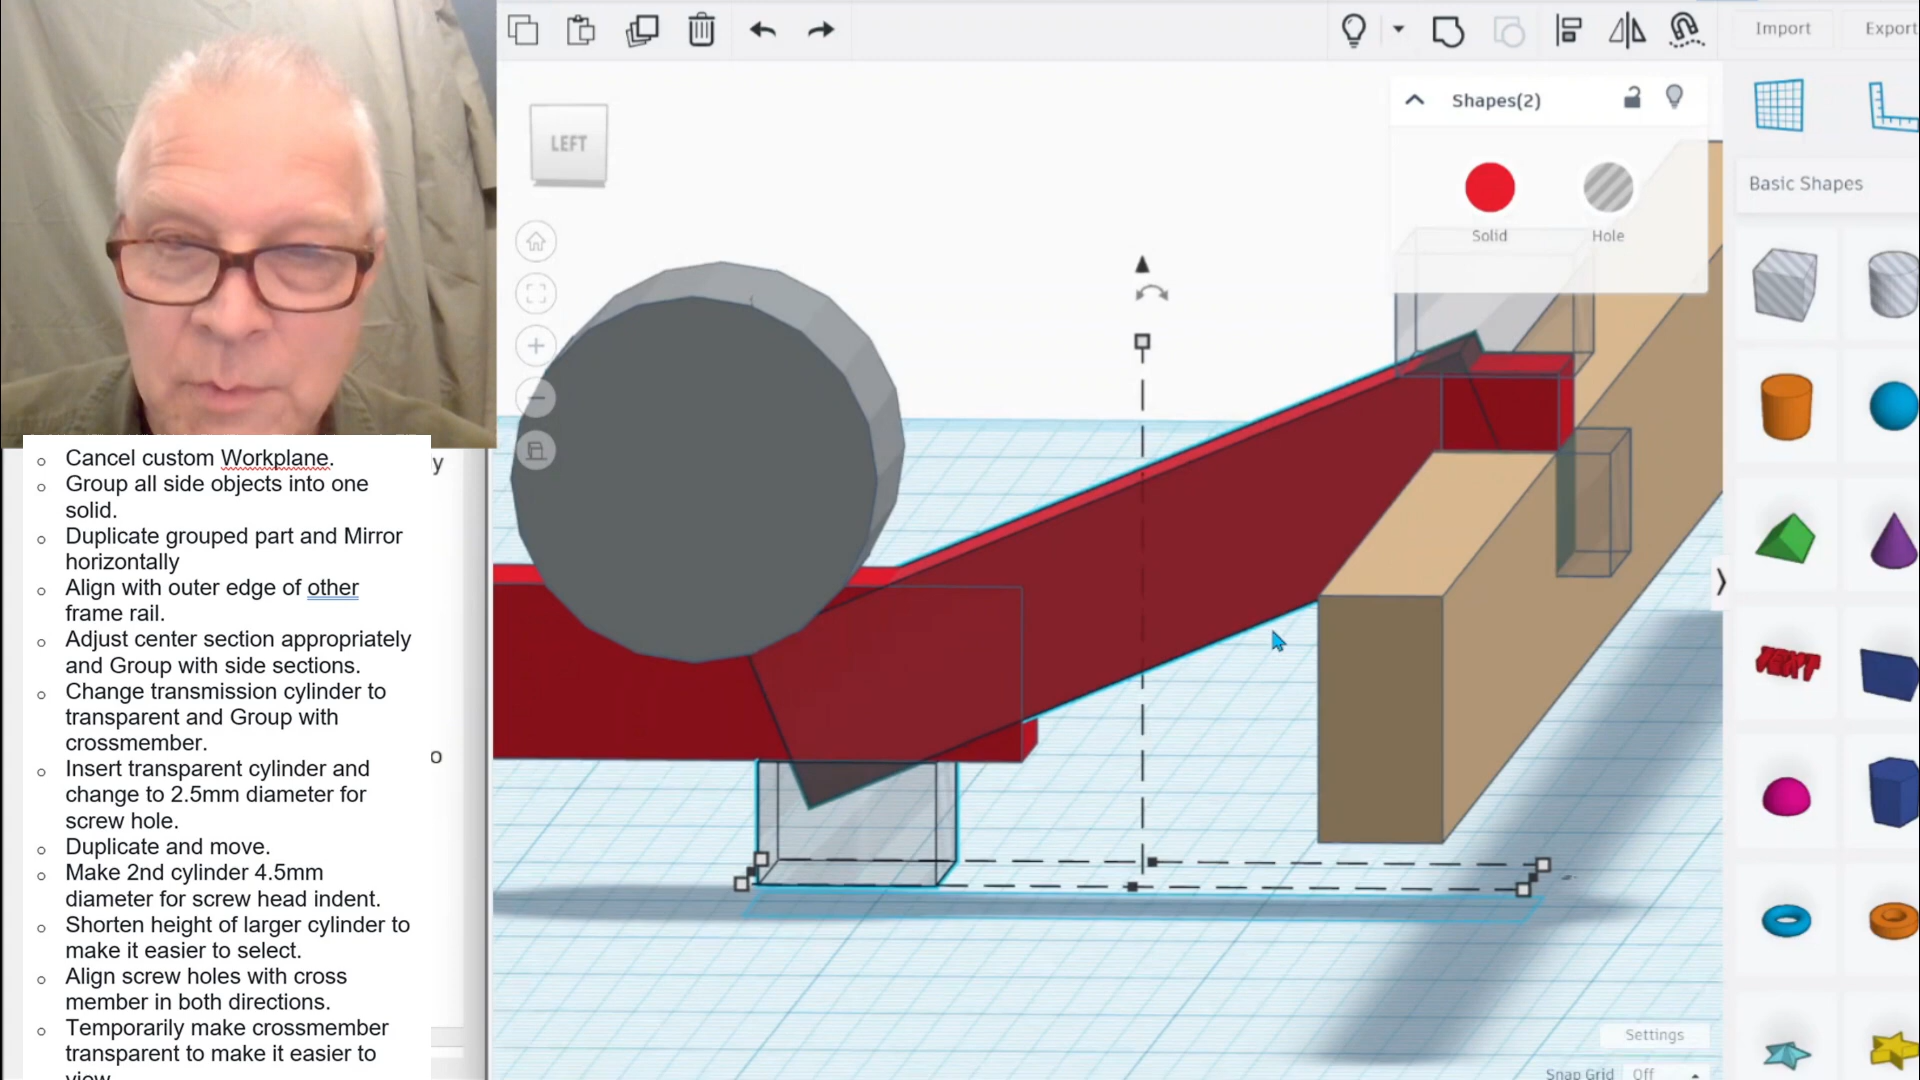 Import
Export
LEFT
Shapes(2)
Solid
Hole
Basic Shapes
TEXT
Cancel custom Workplane.
Group all side objects into one
solid.
Duplicate grouped part and Mirror
horizontally
Align with outer edge of other
frame rail.
Adjust center section appropriately
and Group with side sections.
Change transmission cylinder to
transparent and Group with
crossmember.
Insert transparent cylinder and
change to 2.5mm diameter for
screw hole.
Duplicate and move.
Make 2nd cylinder 4.5mm
diameter for screw head indent.
Shorten height of larger cylinder to
make it easier to select.
Align screw holes with cross
member in both directions.
Temporarily make crossmember
transparent to make it easier to
view
y
o
Settings
Snap Grid Off